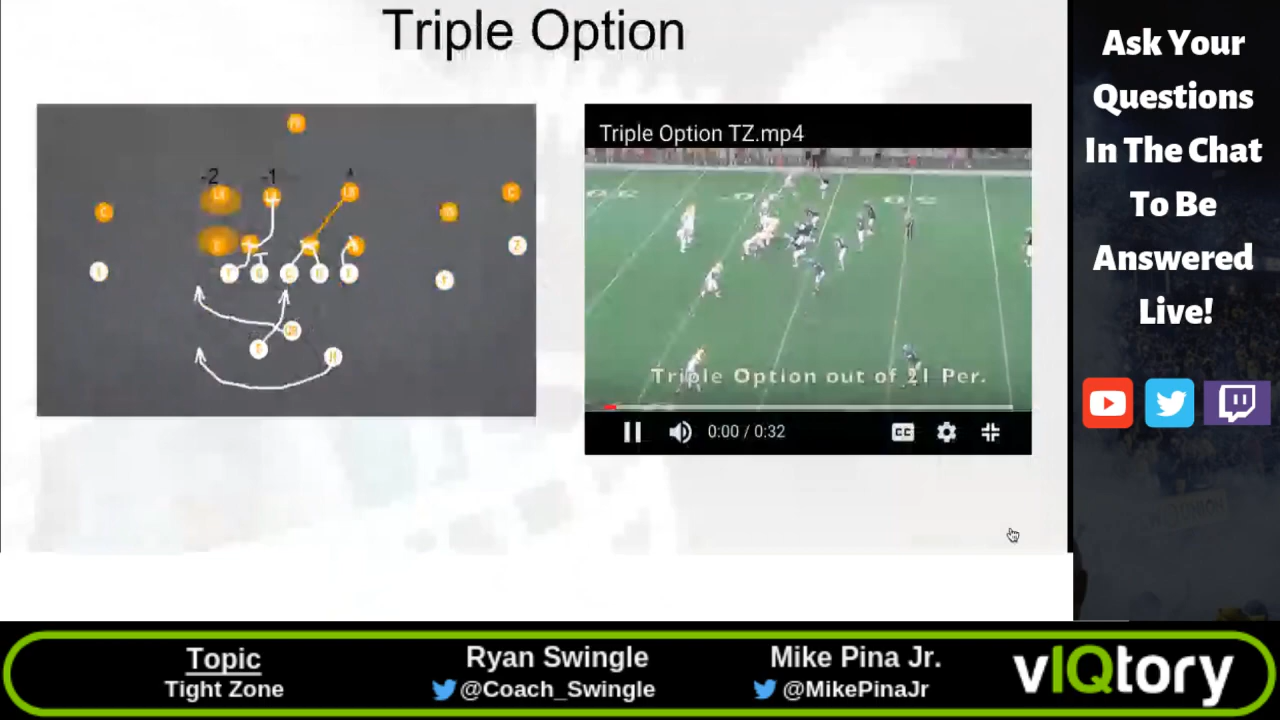 Triple Option
-2
-1
Triple Option TZ.mp4
Triple Option out of 21 Per.
0:00 / 0:32
CC
Ask Your
Questions
In The Chat
To Be
Answered
Live!
Topic
Tight Zone
Ryan Swingle
@Coach_Swingle
Mike Pina Jr.
@MikePinaJr
vIQtory